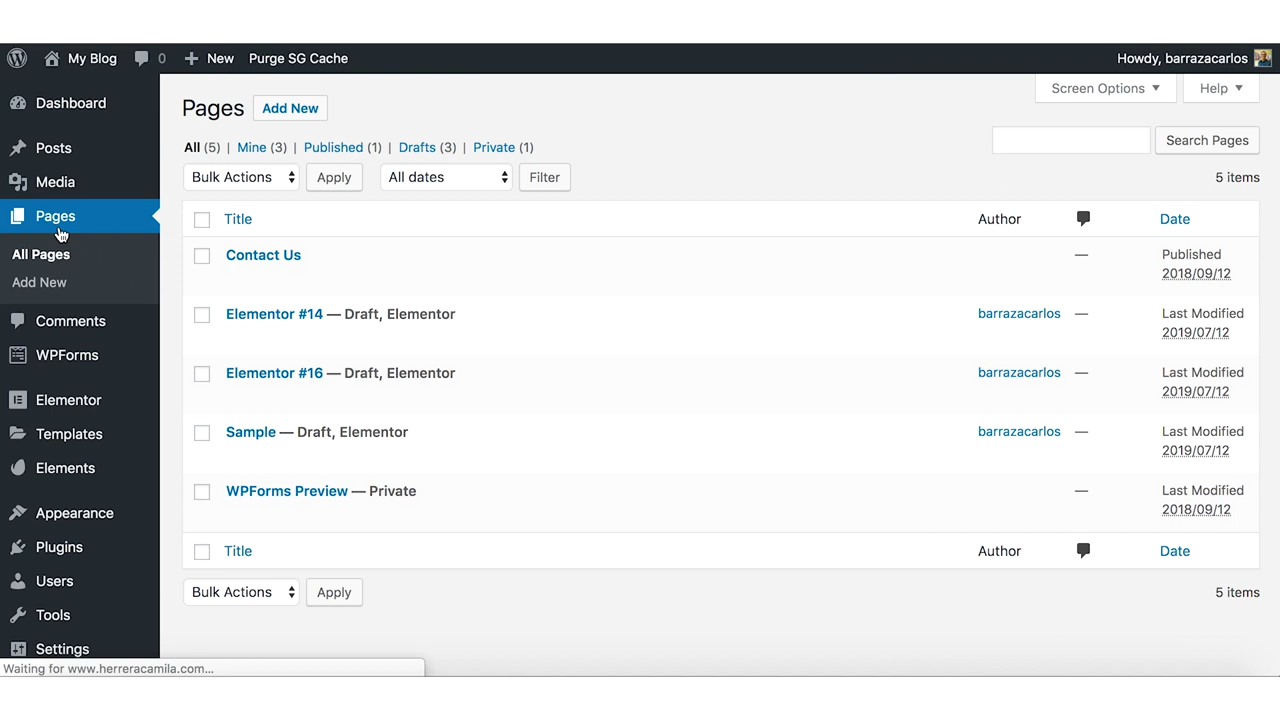 My Blog 0 New Purge SG Cache Howdy, barrazacarlos
Dashboard
Posts
Media
Pages
All Pages
Add New
Comments
WPForms
Elementor
Templates
Elements
Appearance
Plugins
Users
Tools
Settings
Waiting for www.herreracamila.com...
Screen Options Help
Pages Add New
All (5) | Mine (3) | Published (1) | Drafts (3) | Private (1)
Search Pages
Bulk Actions Apply All dates Filter 5 items
Title Author Date
Contact Us — Published
2018/09/12
Elementor #14 — Draft, Elementor barrazacarlos — Last Modified
2019/07/12
Elementor #16 — Draft, Elementor barrazacarlos — Last Modified
2019/07/12
Sample — Draft, Elementor barrazacarlos — Last Modified
2019/07/12
WPForms Preview — Private — Last Modified
2018/09/12
Title Author Date
Bulk Actions Apply 5 items